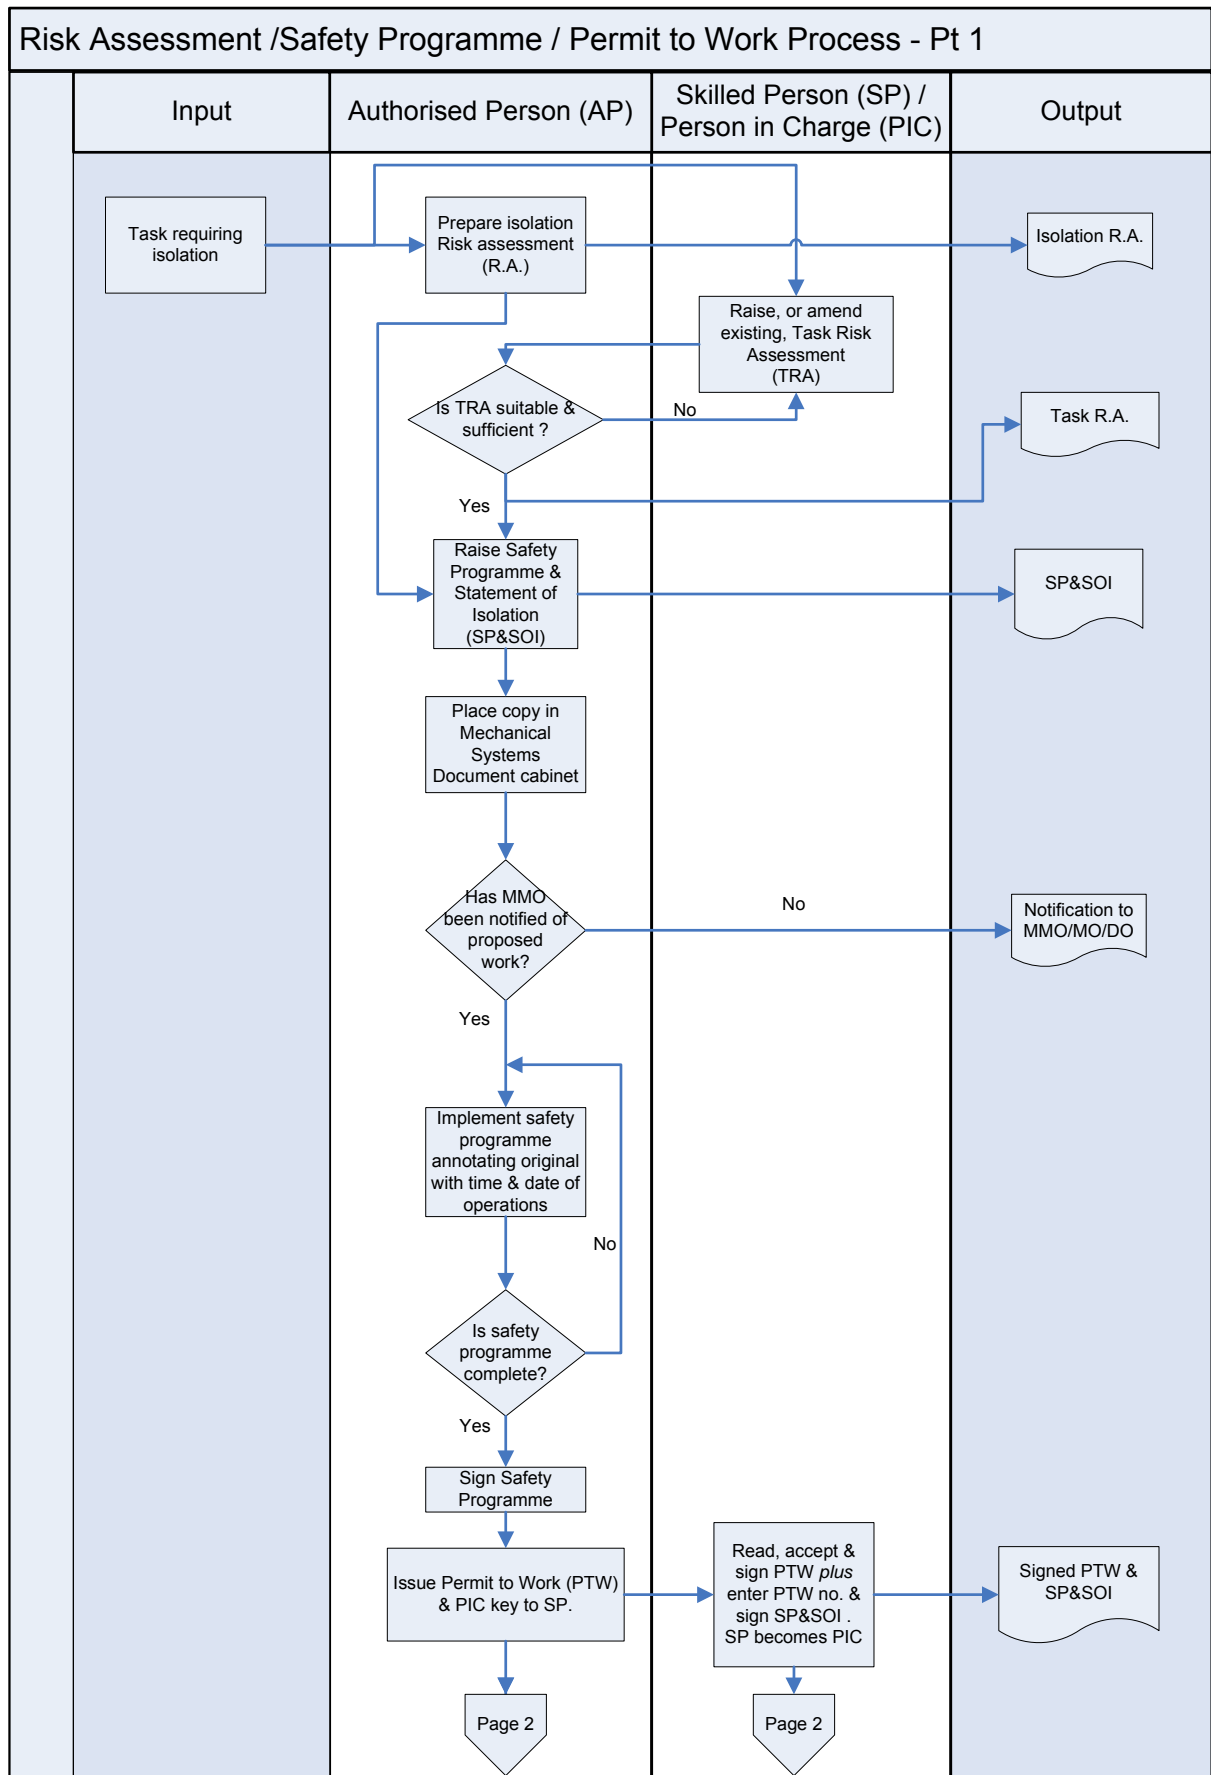 Risk Assessment /Safety Programme / Permit to Work Process - Pt 1
Input
Authorised Person (AP)
Skilled Person (SP) /
Person in Charge (PIC)
Output
Task requiring
isolation
Prepare isolation
Risk assessment
(R.A.)
Isolation R.A.
Raise, or amend
existing, Task Risk
Assessment
(TRA)
Is TRA suitable &
sufficient ?
No
Task R.A.
Yes
Raise Safety
Programme &
Statement of
Isolation
(SP&SOI)
SP&SOI
Place copy in
Mechanical
Systems
Document cabinet
Has MMO
been notified of
proposed
work?
No
Notification to
MMO/MO/DO
Yes
Implement safety
programme
annotating original
with time & date of
operations
No
Is safety
programme
complete?
Yes
Sign Safety
Programme
Issue Permit to Work (PTW)
& PIC key to SP.
Read, accept &
sign PTW plus
enter PTW no. &
sign SP&SOI .
SP becomes PIC
Signed PTW &
SP&SOI
Page 2
Page 2